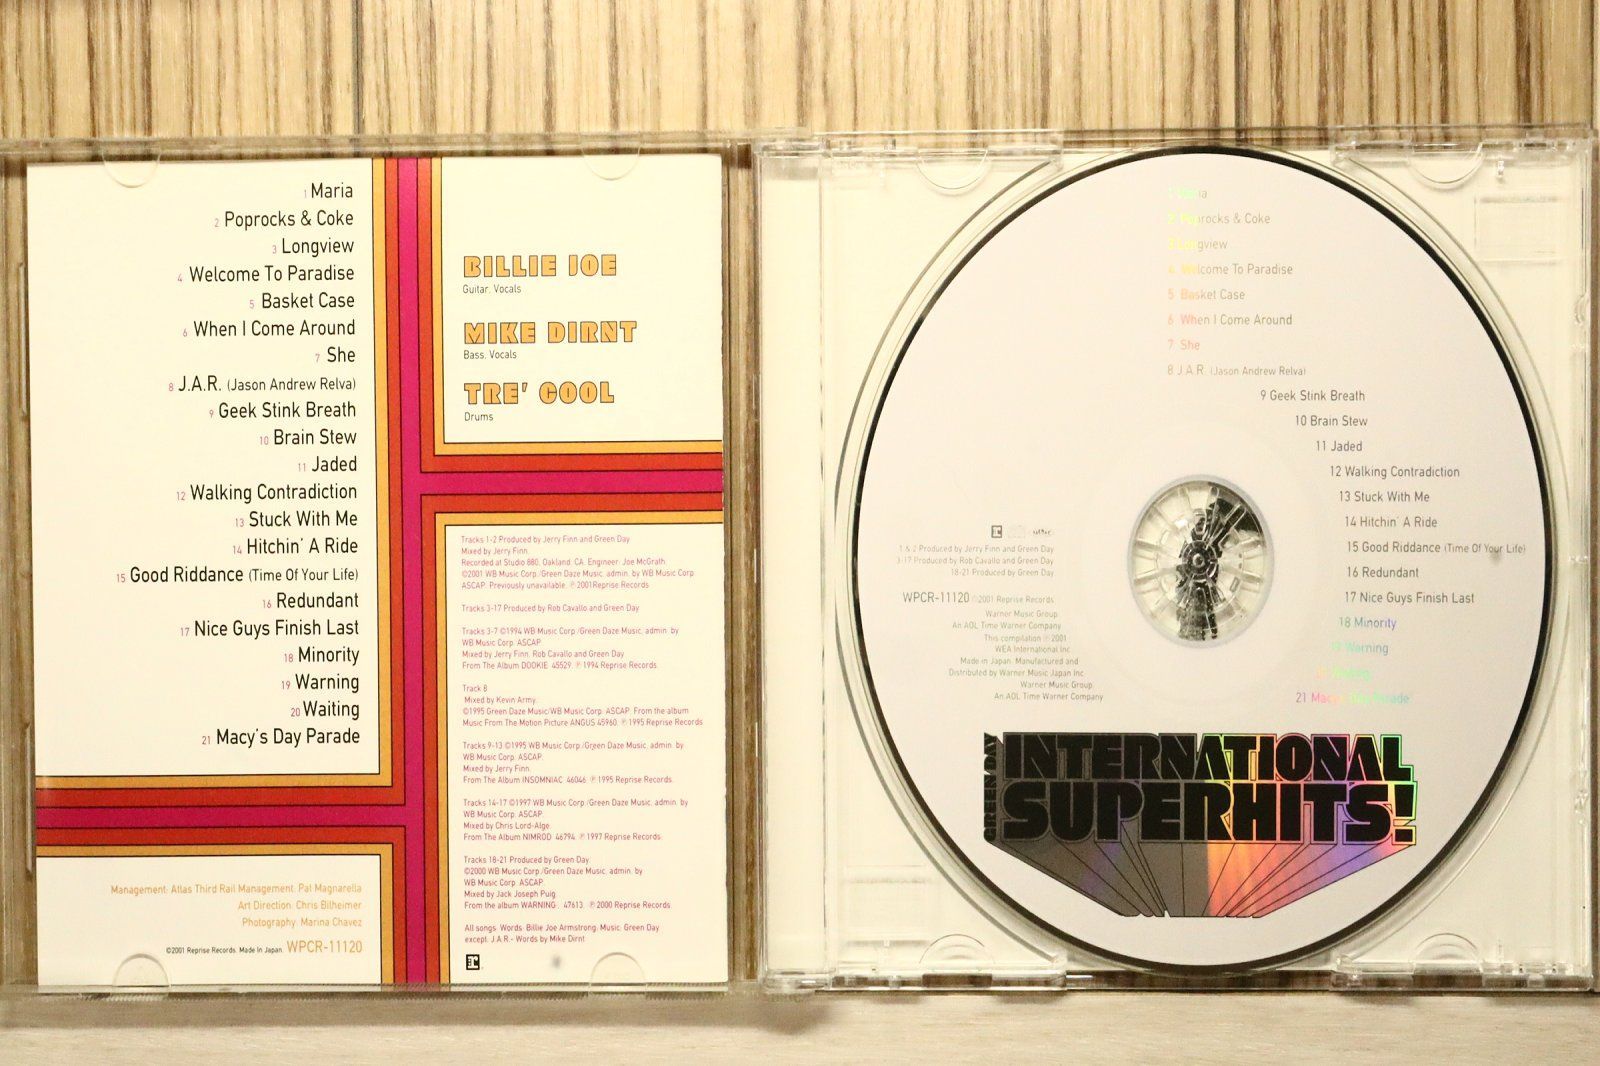 1 Maria
2 Poprocks & Coke
3 Longview
4 Welcome To Paradise
5 Basket Case
6 When I Come Around
7 She
8 J.A.R. (Jason Andrew Relva)
9 Geek Stink Breath
10 Brain Stew
11 Jaded
12 Walking Contradiction
13 Stuck With Me
14 Hitchin' A Ride
15 Good Riddance (Time Of Your Life)
16 Redundant
17 Nice Guys Finish Last
18 Minority
19 Warning
20 Waiting
21 Macy's Day Parade
Management: Atlas Third Rail Management: Pat Magnarella
Art Direction: Chris Bilheimer
Photography: Marina Chavez
©2001 Reprise Records. Made In Japan. WPCR-11120
BILLIE JOE
Guitar, Vocals
MIKE DIRNT
Bass, Vocals
TRE' COOL
Drums
Tracks 1-2 Produced by Jerry Finn and Green Day
Mixed by Jerry Finn.
Recorded at Studio 880, Oakland. CA. Engineer: Joe McGrath.
©2001 WB Music Corp./Green Daze Music, admin. by WB Music Corp.
ASCAP. Previously unavailable. ℗ 2001 Reprise Records.
Tracks 3-17 Produced by Rob Cavallo and Green Day
Tracks 3-7 ©1994 WB Music Corp./Green Daze Music, admin. by
WB Music Corp. ASCAP.
Mixed by Jerry Finn, Rob Cavallo and Green Day
From The Album DOOKIE 45529. ℗ 1994 Reprise Records.
Track 8
Mixed by Kevin Army.
©1995 Green Daze Music/WB Music Corp. ASCAP. From the album
Music From The Motion Picture ANGUS 45960. ℗ 1995 Reprise Records
Tracks 9-13 ©1995 WB Music Corp./Green Daze Music, admin. by
WB Music Corp. ASCAP.
Mixed by Jerry Finn.
From The Album INSOMNIAC 46046. ℗ 1995 Reprise Records.
Tracks 14-17 ©1997 WB Music Corp./Green Daze Music, admin. by
WB Music Corp. ASCAP.
Mixed by Chris Lord-Alge.
From The Album NIMROD 46794. ℗ 1997 Reprise Records.
Tracks 18-21 Produced by Green Day.
©2000 WB Music Corp./Green Daze Music, admin. by
WB Music Corp. ASCAP.
Mixed by Jack Joseph Puig
From the album WARNING: 47613. ℗ 2000 Reprise Records.
All songs: Words: Billie Joe Armstrong, Music: Green Day
except: J.A.R.- Words by Mike Dirnt
1 Maria
2 Poprocks & Coke
3 Longview
4 Welcome To Paradise
5 Basket Case
6 When I Come Around
7 She
8 J.A.R. (Jason Andrew Relva)
9 Geek Stink Breath
10 Brain Stew
11 Jaded
12 Walking Contradiction
13 Stuck With Me
14 Hitchin' A Ride
15 Good Riddance (Time Of Your Life)
16 Redundant
17 Nice Guys Finish Last
18 Minority
19 Warning
20 Waiting
21 Macy's Day Parade
1 & 2 Produced by Jerry Finn and Green Day
3-17 Produced by Rob Cavallo and Green Day
18-21 Produced by Green Day
WPCR-11120 ©2001 Reprise Records
Warner Music Group
An AOL Time Warner Company
This compilation ℗ 2001
WEA International Inc.
Made in Japan. Manufactured and
Distributed by Warner Music Japan Inc.
Warner Music Group
An AOL Time Warner Company
GREEN DAY
INTERNATIONAL
SUPERHITS!